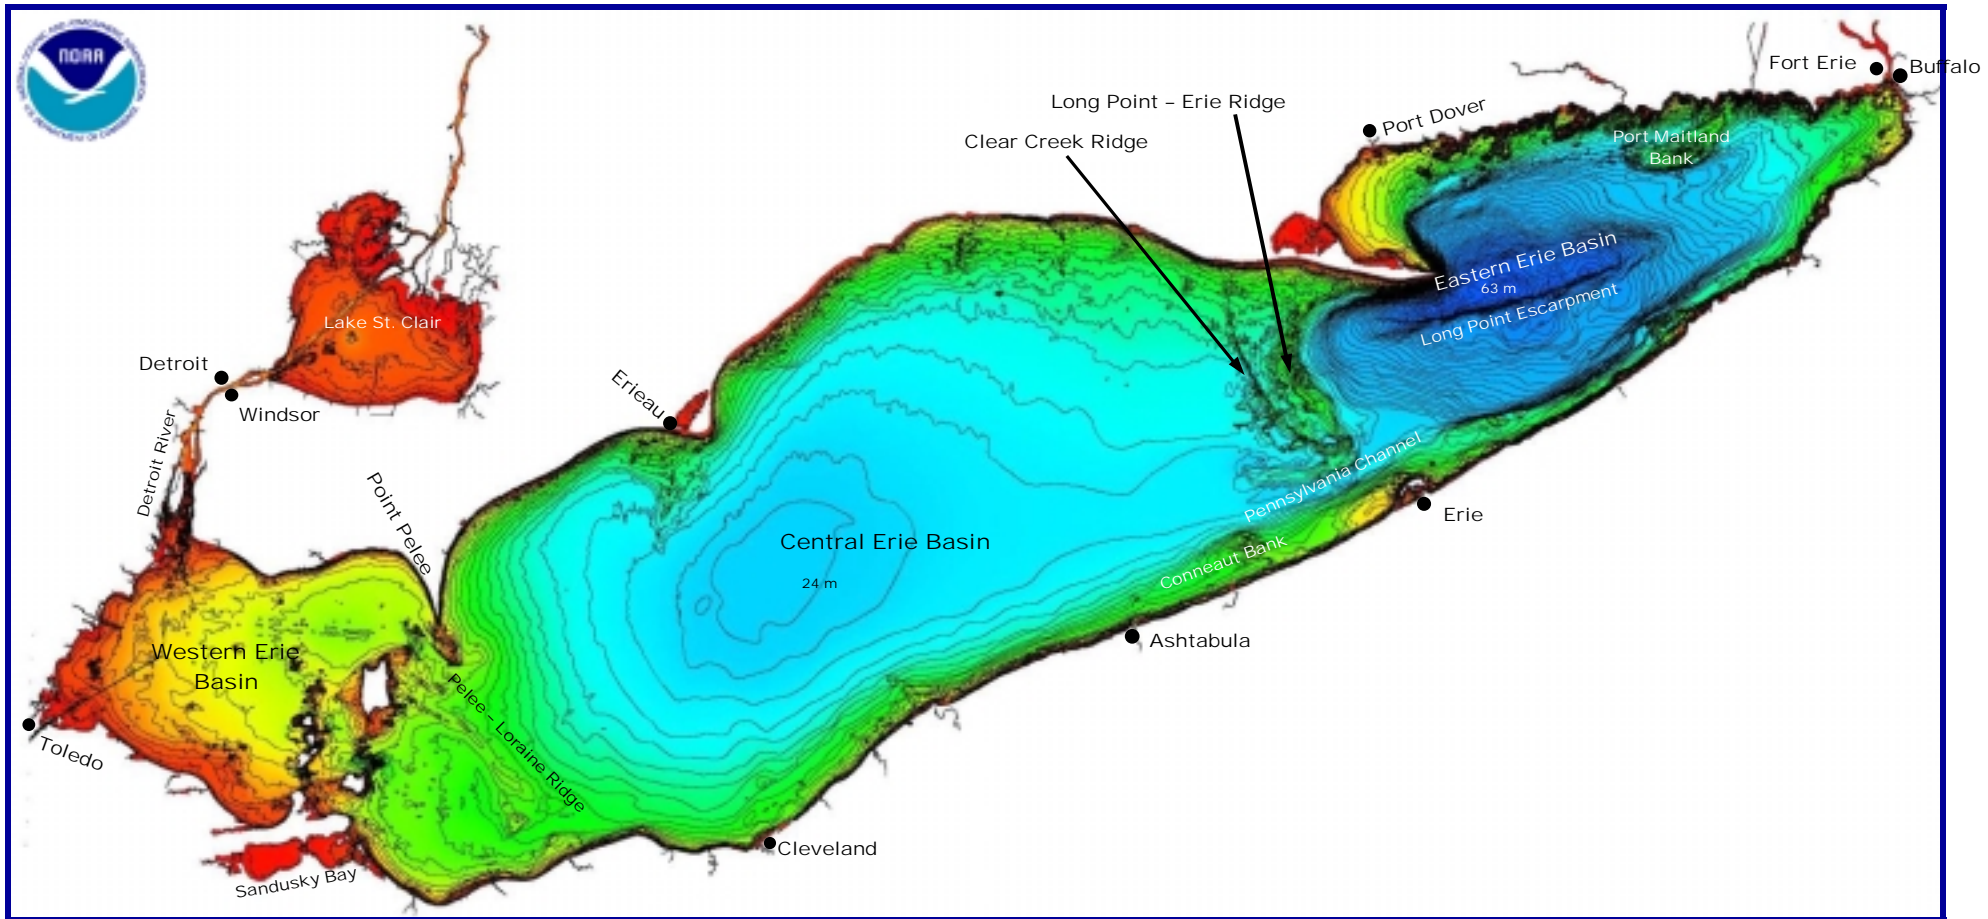 NOAA
Fort Erie
Buffalo
Long Point – Erie Ridge
Port Dover
Clear Creek Ridge
Port Maitland
Bank
Eastern Erie Basin
63 m
Long Point Escarpment
Lake St. Clair
Detroit
Windsor
Erieau
Detroit River
Point Pelee
Pennsylvania Channel
Erie
Central Erie Basin
24 m
Conneaut Bank
Ashtabula
Western Erie
Basin
Pelee – Loraine Ridge
Toledo
Cleveland
Sandusky Bay